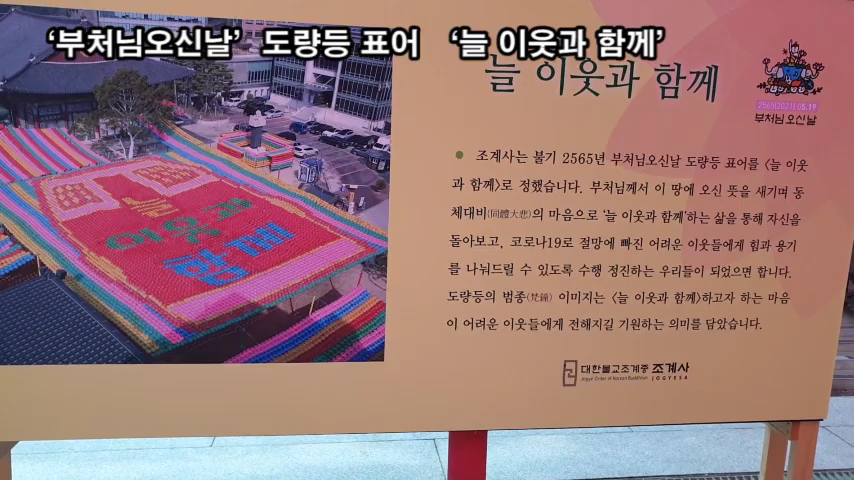 ‘부처님오신날’ 도량등 표어 ‘늘 이웃과 함께’
늘 이웃과 함께
2565(2021).05.19
부처님오신날
늘
이웃과
함께
● 조계사는 불기 2565년 부처님오신날 도량등 표어를 〈늘 이웃
과 함께〉로 정했습니다. 부처님께서 이 땅에 오신 뜻을 새기며 동
체대비(同體大悲)의 마음으로 '늘 이웃과 함께'하는 삶을 통해 자신을
돌아보고, 코로나19로 절망에 빠진 어려운 이웃들에게 힘과 용기
를 나눠드릴 수 있도록 수행 정진하는 우리들이 되었으면 합니다.
도량등의 범종(梵鐘) 이미지는 〈늘 이웃과 함께〉하고자 하는 마음
이 어려운 이웃들에게 전해지길 기원하는 의미를 담았습니다.
대한불교조계종 조계사
Jogye Order of Korean Buddhism JOGYESA